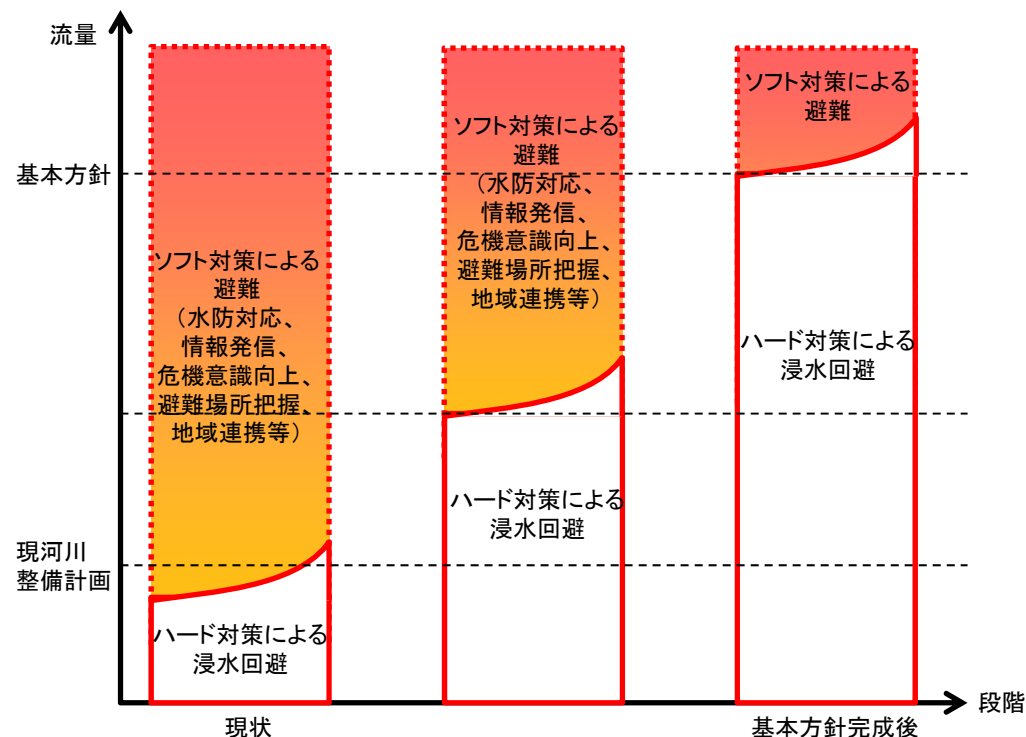 流量
基本方針
現河川
整備計画
ソフト対策による
避難
（水防対応、
情報発信、
危機意識向上、
避難場所把握、
地域連携等）
ハード対策による
浸水回避
現状
ソフト対策による
避難
（水防対応、
情報発信、
危機意識向上、
避難場所把握、
地域連携等）
ハード対策による
浸水回避
ソフト対策による
避難
ハード対策による
浸水回避
基本方針完成後
段階